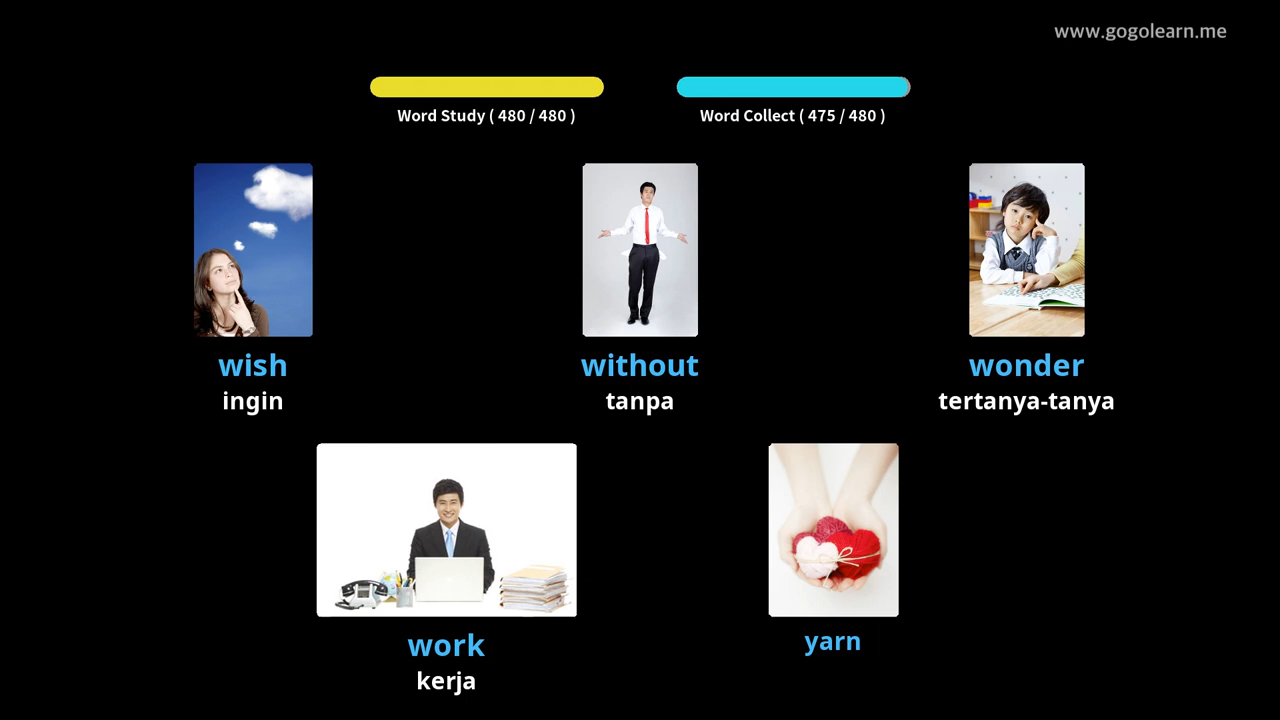 www.gogolearn.me
Word Study ( 480 / 480 )
Word Collect ( 475 / 480 )
wish
ingin
without
tanpa
wonder
tertanya-tanya
work
kerja
yarn